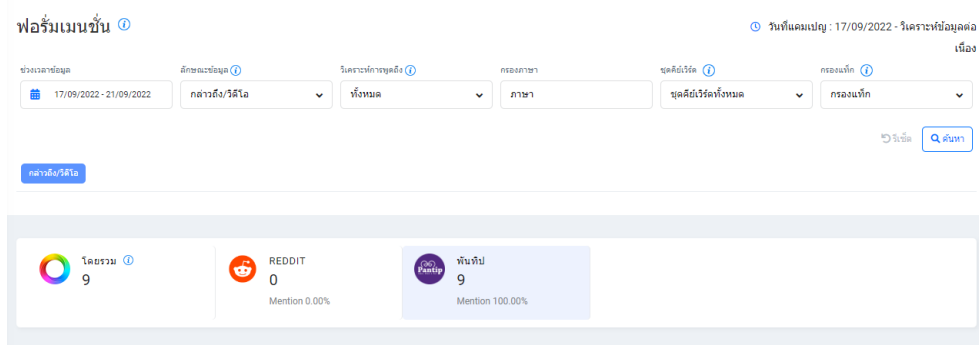 ฟอรั่มเมนชั่น
วันที่แคมเปญ : 17/09/2022 - วิเคราะห์ข้อมูลต่อ
เนื่อง
ช่วงเวลาข้อมูล ลักษณะข้อมูล วิเคราะห์การพูดถึง กรองภาษา ชุดคีย์เวิร์ด กรองแท็ก
17/09/2022 - 21/09/2022 กล่าวถึง/วิดีโอ ทั้งหมด ภาษา ชุดคีย์เวิร์ดทั้งหมด กรองแท็ก
รีเซ็ต ค้นหา
กล่าวถึง/วิดีโอ
โดยรวม REDDIT พันทิป
9 0 Pantip 9
Mention 0.00% Mention 100.00%